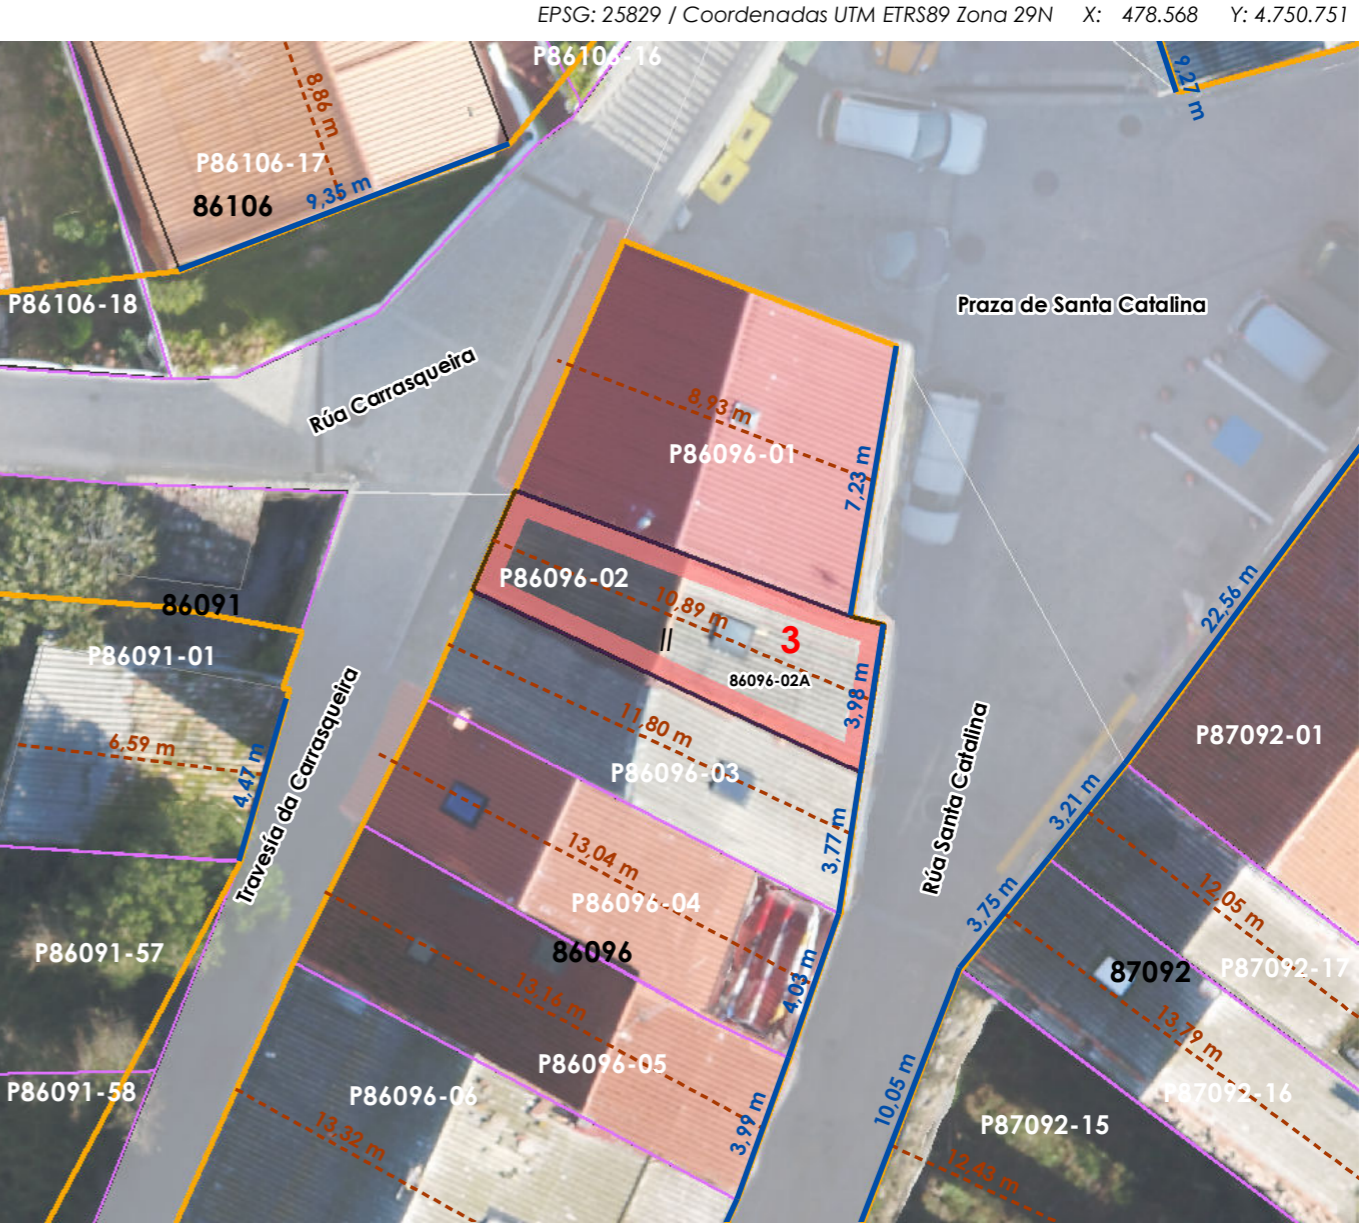 EPSG: 25829 / Coordenadas UTM ETRS89 Zona 29N X: 478.568 Y: 4.750.751
P86106-16
9,27 m
8,86 m
P86106-17
86106
9,35 m
P86106-18
Praza de Santa Catalina
Rúa Carrasqueira
8,93 m
P86096-01
7,23 m
P86096-02
10,89 m
II
3
86096-02A
3,98 m
22,56 m
86091
P86091-01
6,59 m
4,47 m
Travesía da Carrasqueira
11,80 m
P86096-03
3,77 m
Rúa Santa Catalina
P87092-01
3,21 m
12,05 m
13,04 m
P86096-04
3,75 m
P86091-57
86096
87092
P87092-17
4,03 m
13,16 m
13,79 m
P86096-05
P86091-58
P86096-06
10,05 m
P87092-16
3,99 m
P87092-15
13,32 m
12,43 m